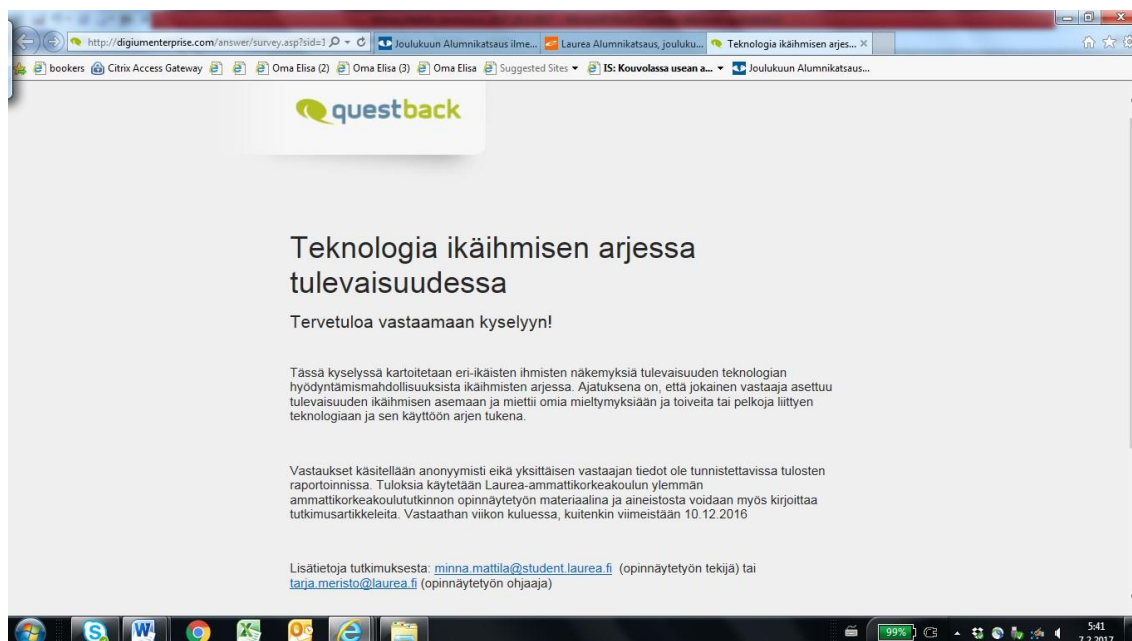 http://digiumenterprise.com/answer/survey.asp?sid=1
Joulukuun Alumnikatsaus ilme...
Laurea Alumnikatsaus, jouluku...
Teknologia ikäihmisen arjes...
bookers
Citrix Access Gateway
Oma Elisa (2)
Oma Elisa (3)
Oma Elisa
Suggested Sites
IS: Kouvolassa usean a...
Joulukuun Alumnikatsaus...
questback
Teknologia ikäihmisen arjessa
tulevaisuudessa
Tervetuloa vastaamaan kyselyyn!
Tässä kyselyssä kartoitetaan eri-ikäisten ihmisten näkemyksiä tulevaisuuden teknologian
hyödyntämismahdollisuuksista ikäihmisten arjessa. Ajatuksena on, että jokainen vastaaja asettuu
tulevaisuuden ikäihmisen asemaan ja miettii omia mieltymyksiään ja toiveita tai pelkoja liittyen
teknologiaan ja sen käyttöön arjen tukena.
Vastaukset käsitellään anonyymisti eikä yksittäisen vastaajan tiedot ole tunnistettavissa tulosten
raportoinnissa. Tuloksia käytetään Laurea-ammattikorkeakoulun ylemmän
ammattikorkeakoulututkinnon opinnäytetyön materiaalina ja aineistosta voidaan myös kirjoittaa
tutkimusartikkeleita. Vastaathan viikon kuluessa, kuitenkin viimeistään 10.12.2016
Lisätietoja tutkimuksesta: minna.mattila@student.laurea.fi (opinnäytetyön tekijä) tai
tarja.meristo@laurea.fi (opinnäytetyön ohjaaja)
99%
5:41
7.2.2017